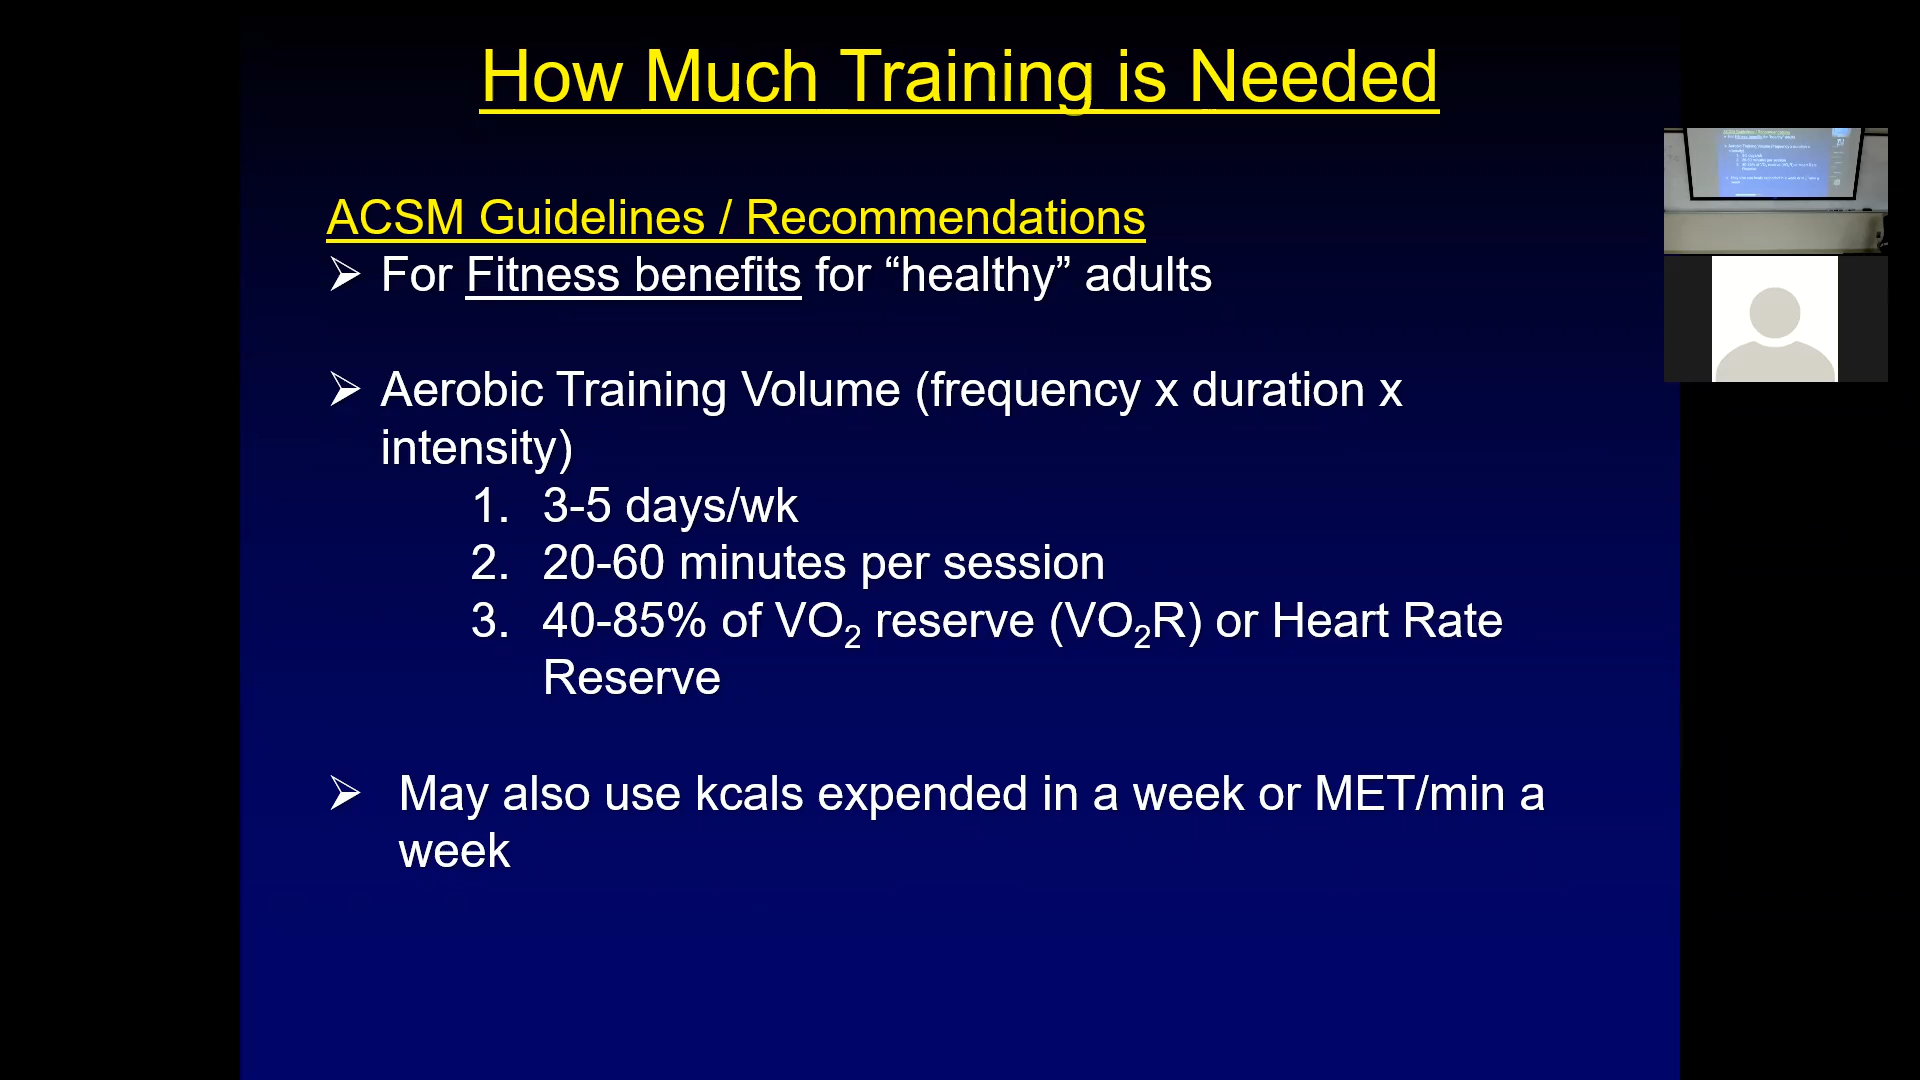 How Much Training is Needed
ACSM Guidelines / Recommendations
➢ For Fitness benefits for “healthy” adults
➢ Aerobic Training Volume (frequency x duration x
intensity)
1. 3-5 days/wk
2. 20-60 minutes per session
3. 40-85% of VO₂ reserve (VO₂R) or Heart Rate
Reserve
➢ May also use kcals expended in a week or MET/min a
week